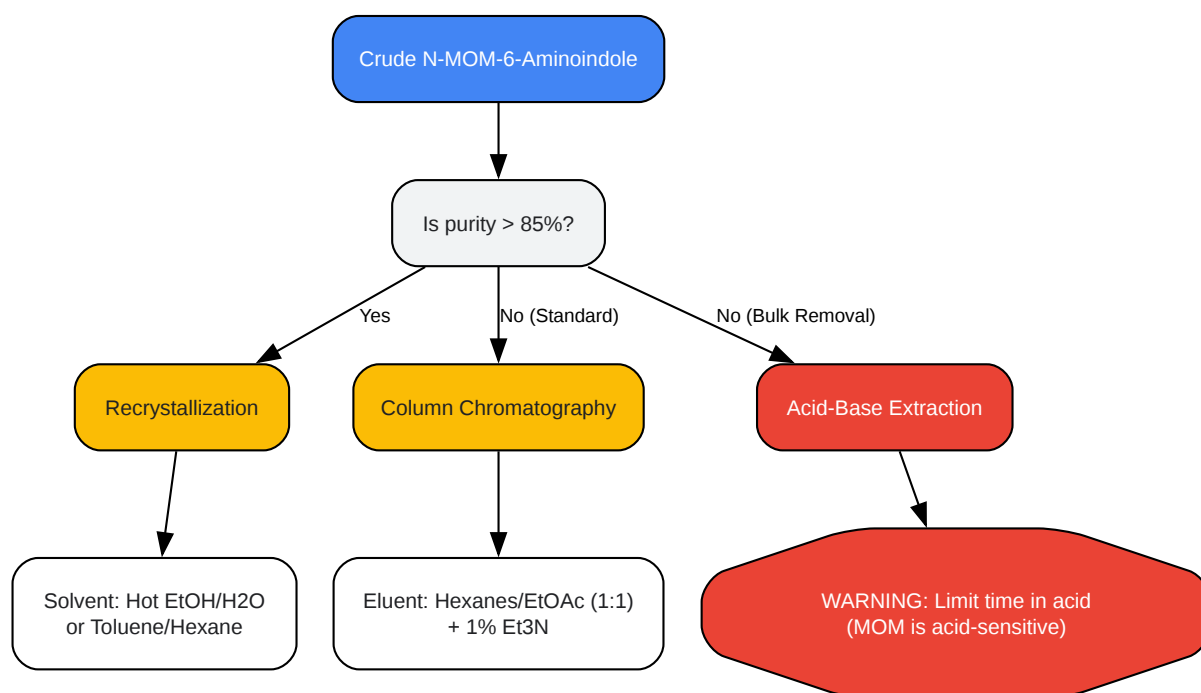 Crude N-MOM-6-Aminoindole
Is purity > 85%?
Yes
No (Standard)
No (Bulk Removal)
Recrystallization
Column Chromatography
Acid-Base Extraction
Solvent: Hot EtOH/H2O
or Toluene/Hexane
Eluent: Hexanes/EtOAc (1:1)
+ 1% Et3N
WARNING: Limit time in acid
(MOM is acid-sensitive)